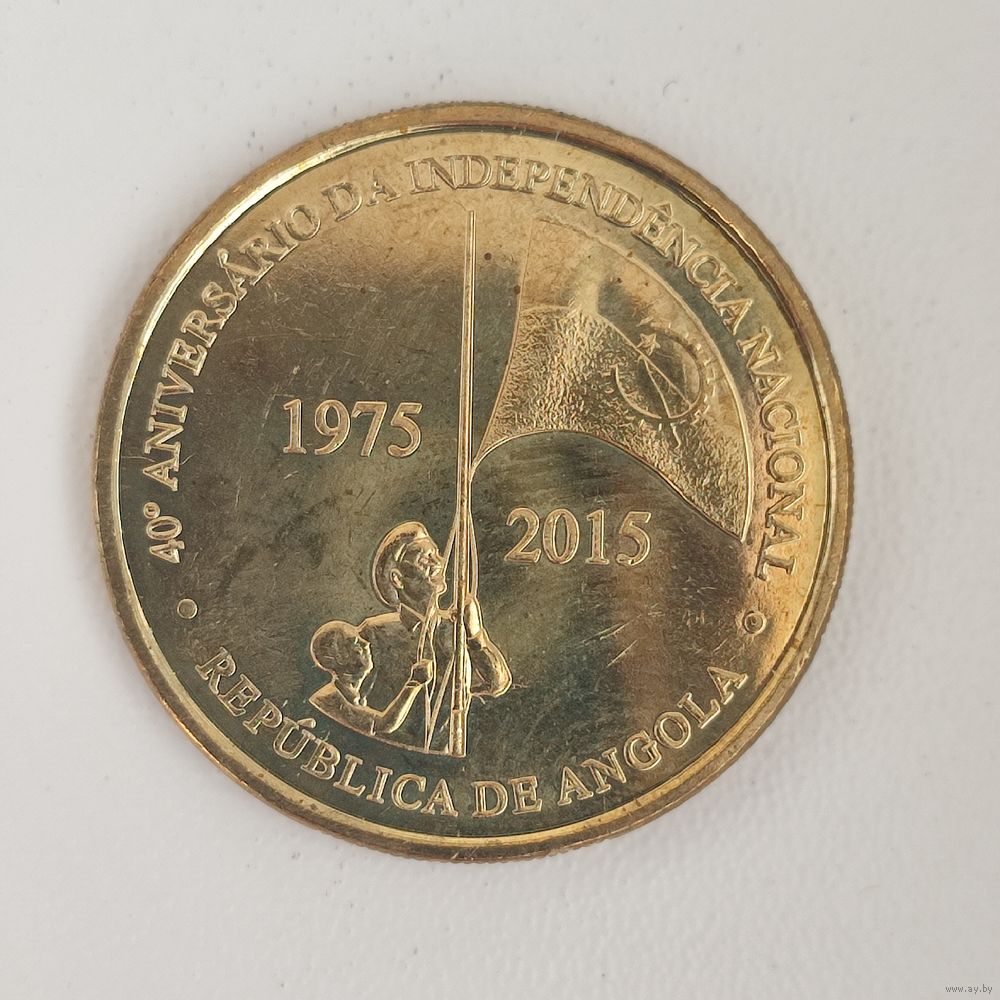 40º ANIVERSÁRIO DA INDEPENDÊNCIA NACIONAL
1975
2015
REPÚBLICA DE ANGOLA
www.ay.by